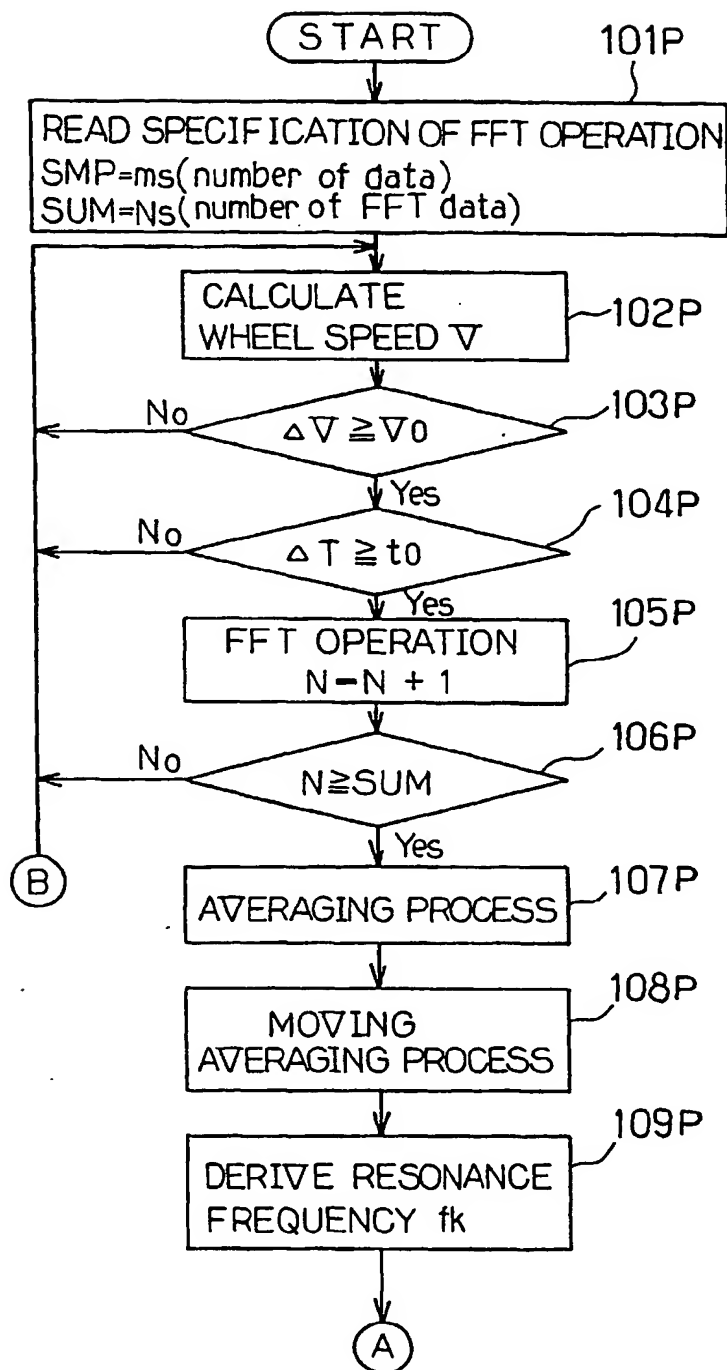 START
101P
READ SPECIFICATION OF FFT OPERATION
SMP=ms(number of data)
SUM=Ns(number of FFT data)
CALCULATE
WHEEL SPEED V
102P
103P
No
ΔV ≧ V0
Yes
104P
No
ΔT ≧ t0
Yes
105P
FFT OPERATION
N-N + 1
106P
No
N≧SUM
Yes
B
107P
AVERAGING PROCESS
108P
MOVING
AVERAGING PROCESS
109P
DERIVE RESONANCE
FREQUENCY fk
A